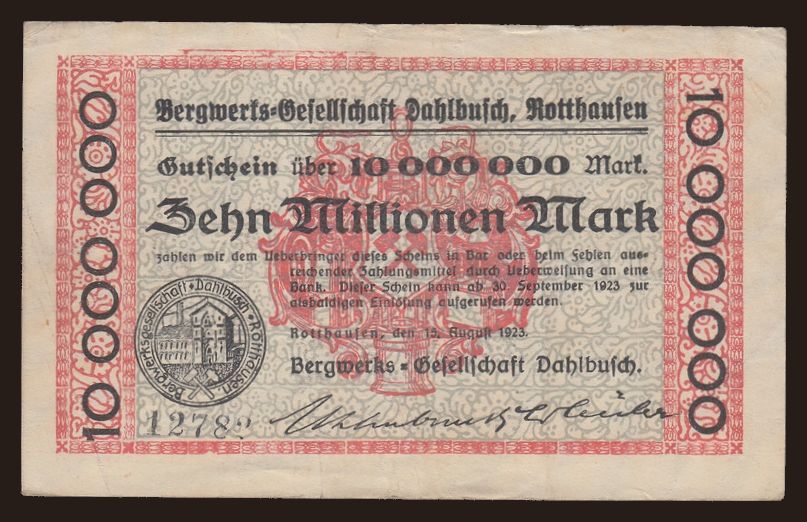 Bergwerks-Gesellschaft Dahlbusch, Rotthausen
Gutschein über 10 000 000 Mark.
Zehn Millionen Mark
zahlen wir dem Ueberbringer dieses Scheins in Bar oder beim Fehlen aus-
reichender Zahlungsmittel durch Ueberweisung an eine
Bank. Dieser Schein kann ab 30. September 1923 zur
alsbaldigen Einlösung aufgerufen werden.
Rotthausen, den 15. August 1923.
Bergwerks-Gesellschaft Dahlbusch.
Bergwerksgesellschaft · Dahlbusch · Rotthausen
12782
10 000 000
10 000 000